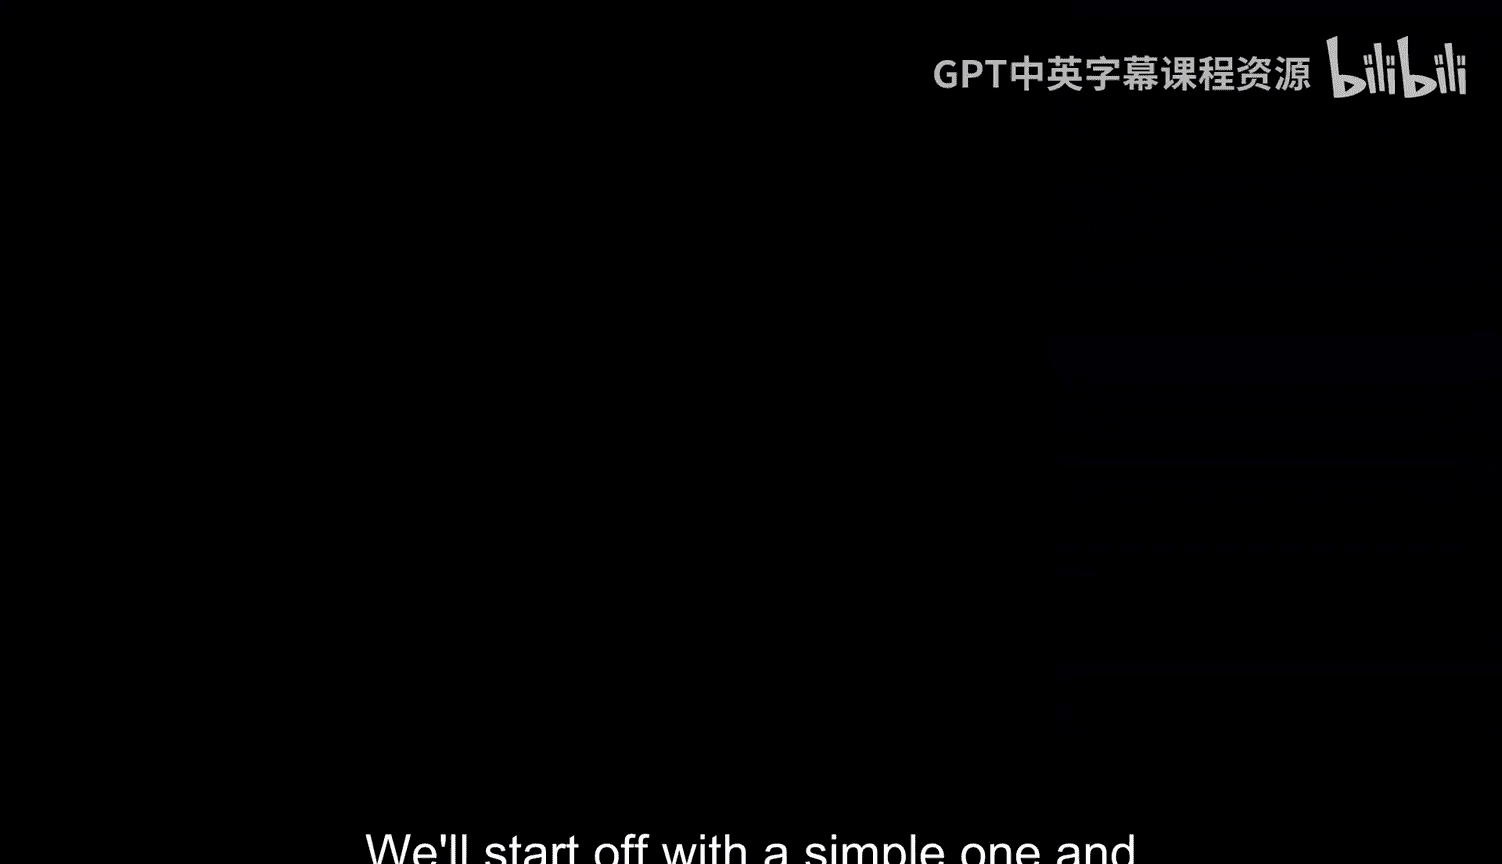 GPT中英字幕课程资源 bilibili
We'll start off with a simple one and